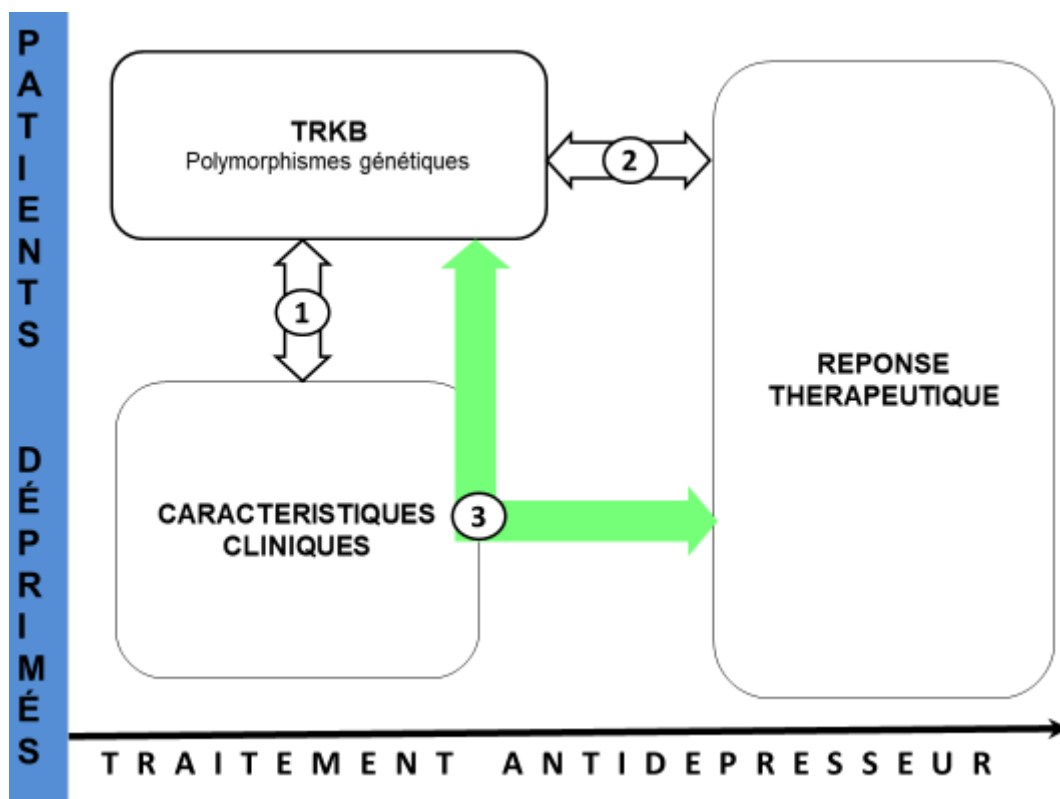 PATIENTS DÉPRIMÉS
TRKB
Polymorphismes génétiques
2
1
REPONSE
THERAPEUTIQUE
CARACTERISTIQUES
CLINIQUES
3
TRAITEMENT ANTIDEPRESSEUR